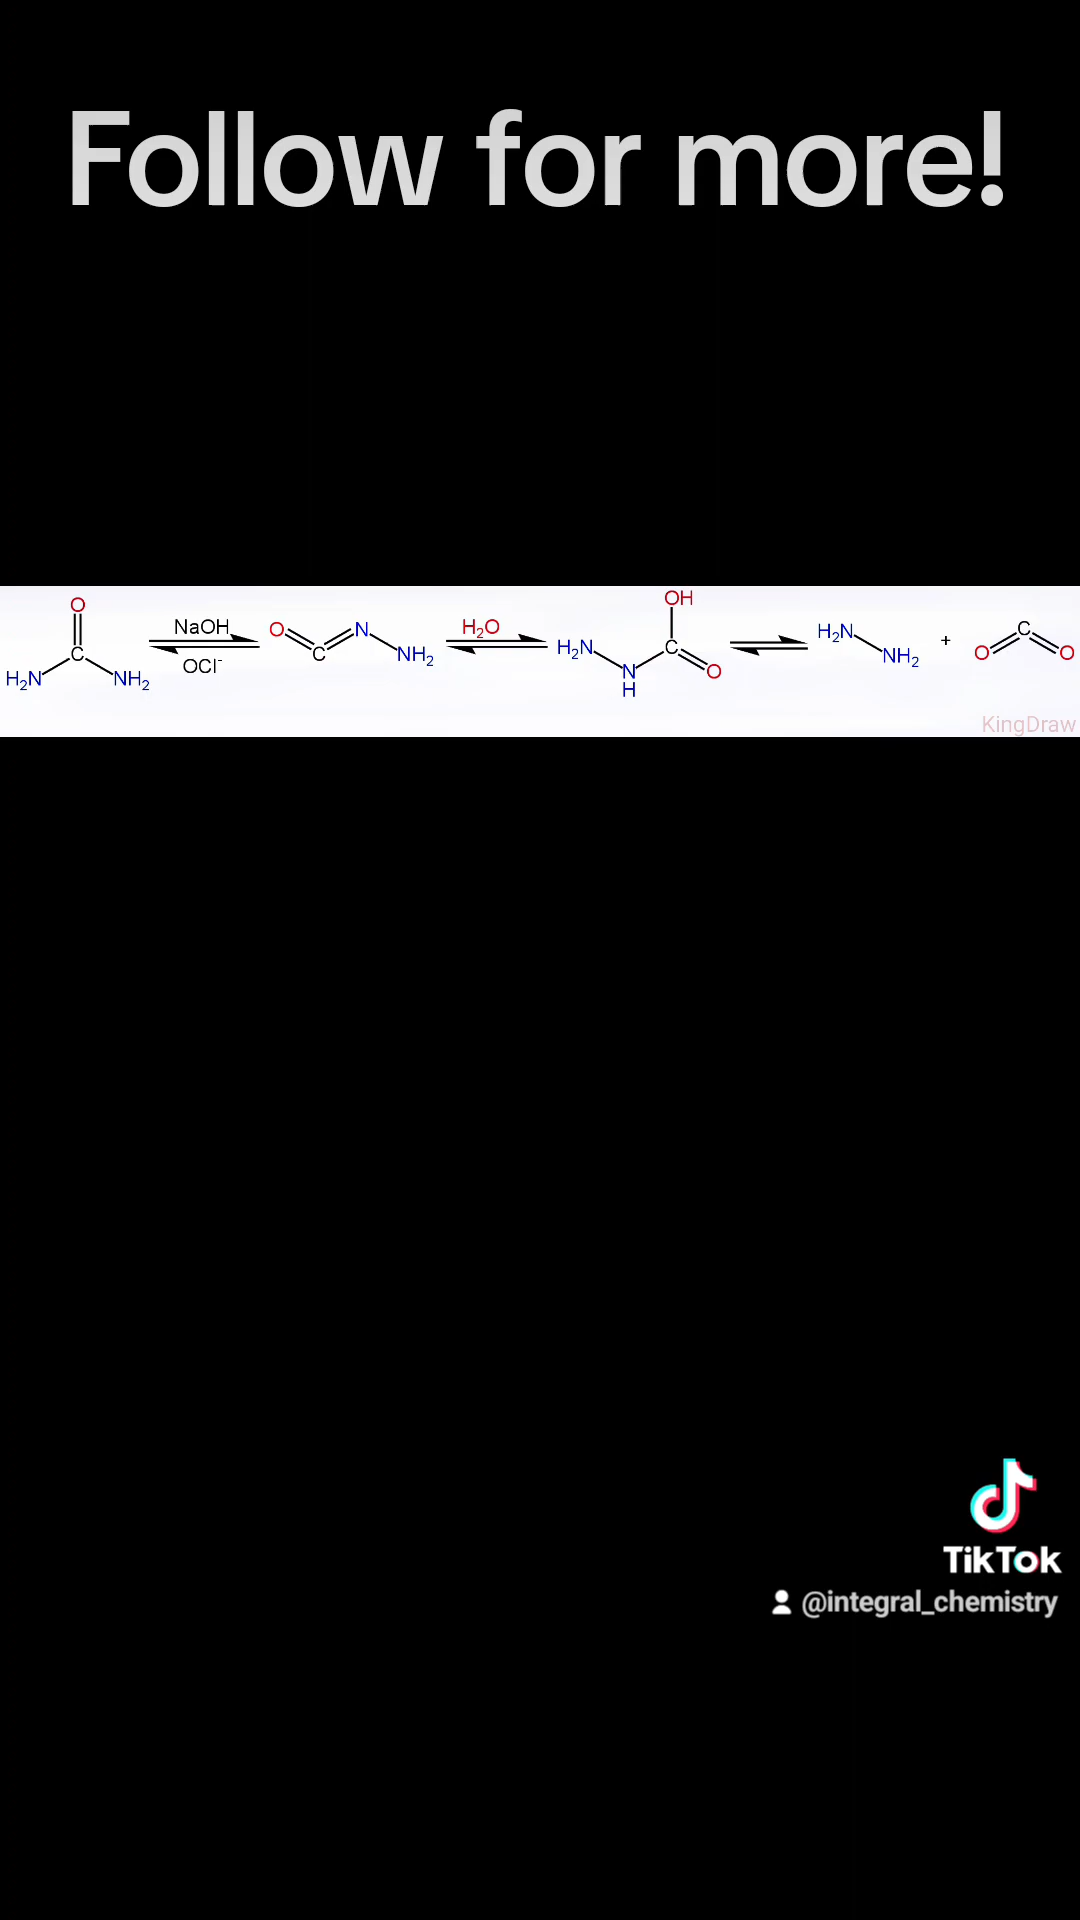 Follow for more!
O
C
H₂N
NH₂
NaOH
OCl⁻
O
C
N
NH₂
H₂O
OH
H₂N
C
N
H
O
H₂N
NH₂
+
C
O
O
KingDraw
TikTok
@integral_chemistry